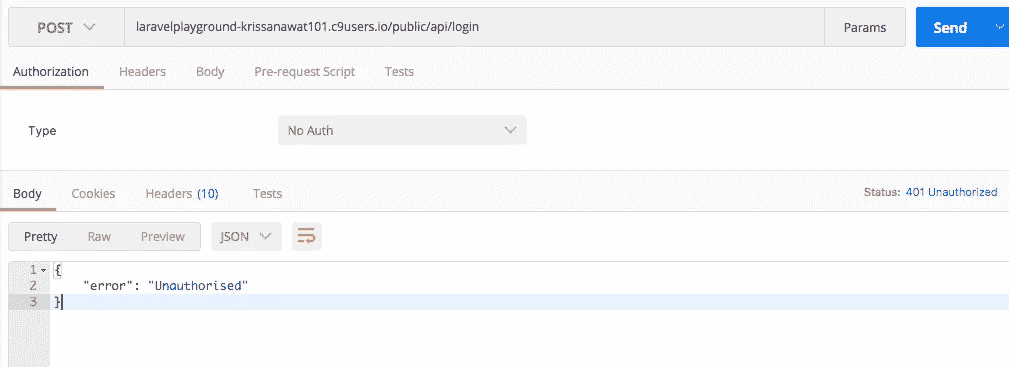 POST laravelplayground-krissanawat101.c9users.io/public/api/login Params Send
Authorization Headers Body Pre-request Script Tests
Type No Auth
Body Cookies Headers (10) Tests Status: 401 Unauthorized
Pretty Raw Preview JSON
1 {
2 "error": "Unauthorised"
3 }